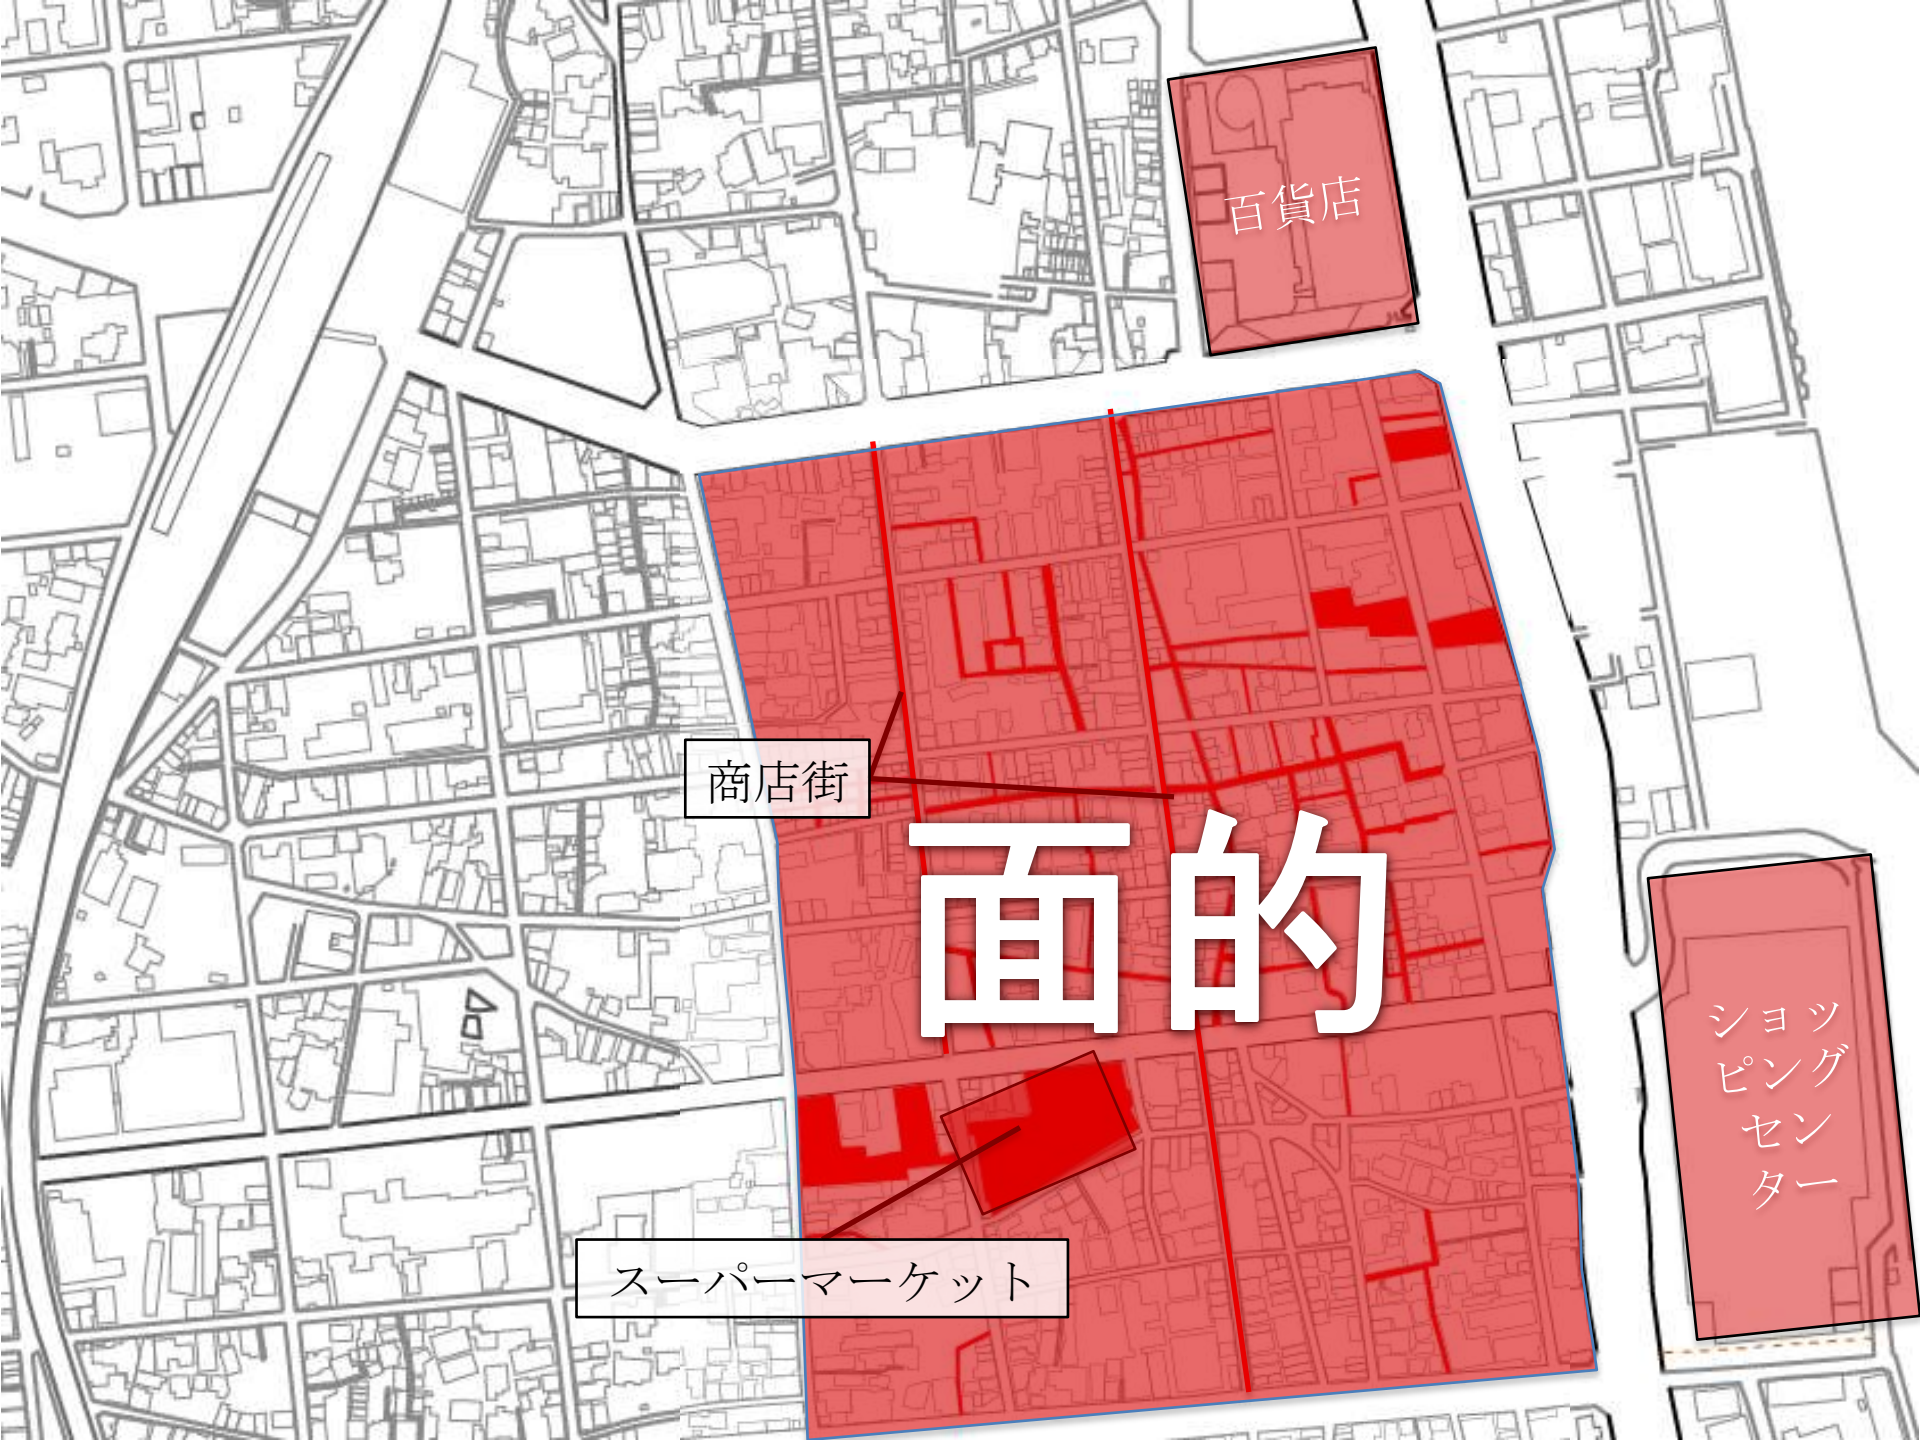 百貨店
商店街
面的
ショッ
ピング
セン
ター
スーパーマーケット